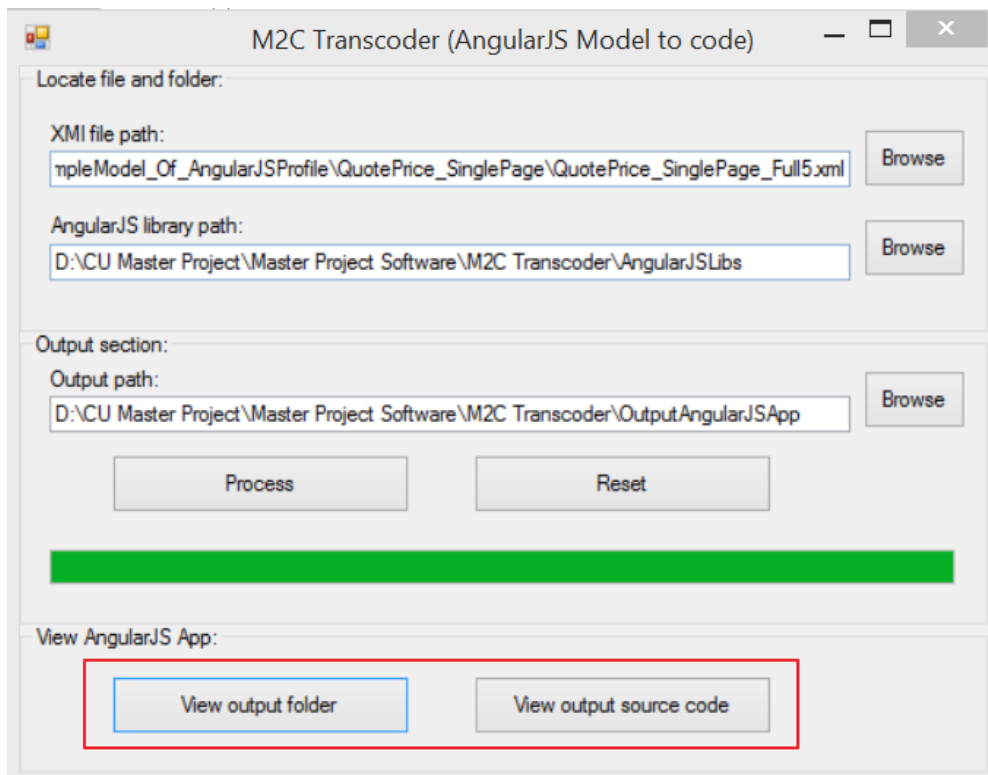 M2C Transcoder (AngularJS Model to code)
Locate file and folder:
XMI file path:
mpleModel_Of_AngularJSProfile\QuotePrice_SinglePage\QuotePrice_SinglePage_Full5.xml
Browse
AngularJS library path:
D:\CU Master Project\Master Project Software\M2C Transcoder\AngularJSLibs
Browse
Output section:
Output path:
D:\CU Master Project\Master Project Software\M2C Transcoder\OutputAngularJSApp
Browse
Process
Reset
View AngularJS App:
View output folder
View output source code